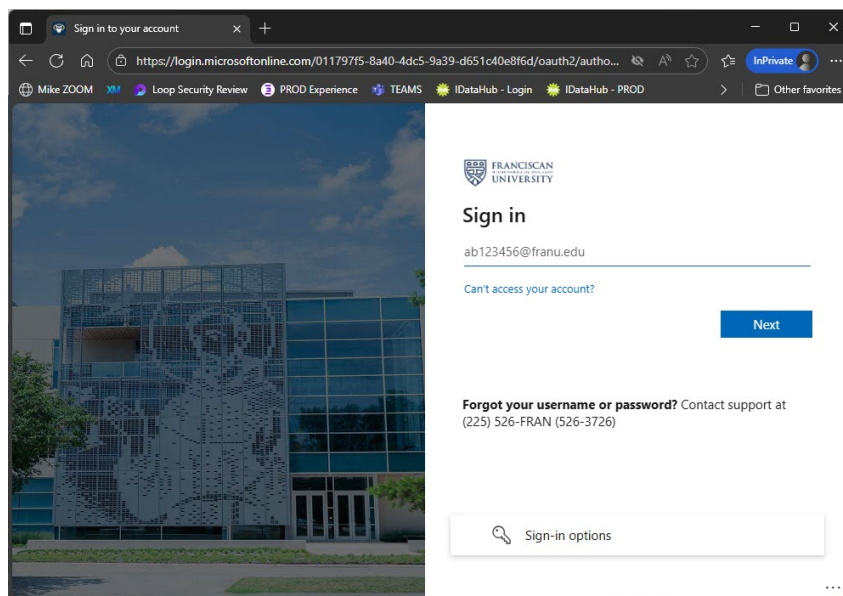 Sign in to your account
https://login.microsoftonline.com/011797f5-8a40-4dc5-9a39-d651c40e8f6d/oauth2/autho...
InPrivate
Mike ZOOM
XM
Loop Security Review
PROD Experience
TEAMS
IDataHub - Login
IDataHub - PROD
Other favorites
FRANCISCAN
UNIVERSITY
Sign in
ab123456@franu.edu
Can't access your account?
Next
Forgot your username or password? Contact support at
(225) 526-FRAN (526-3726)
Sign-in options